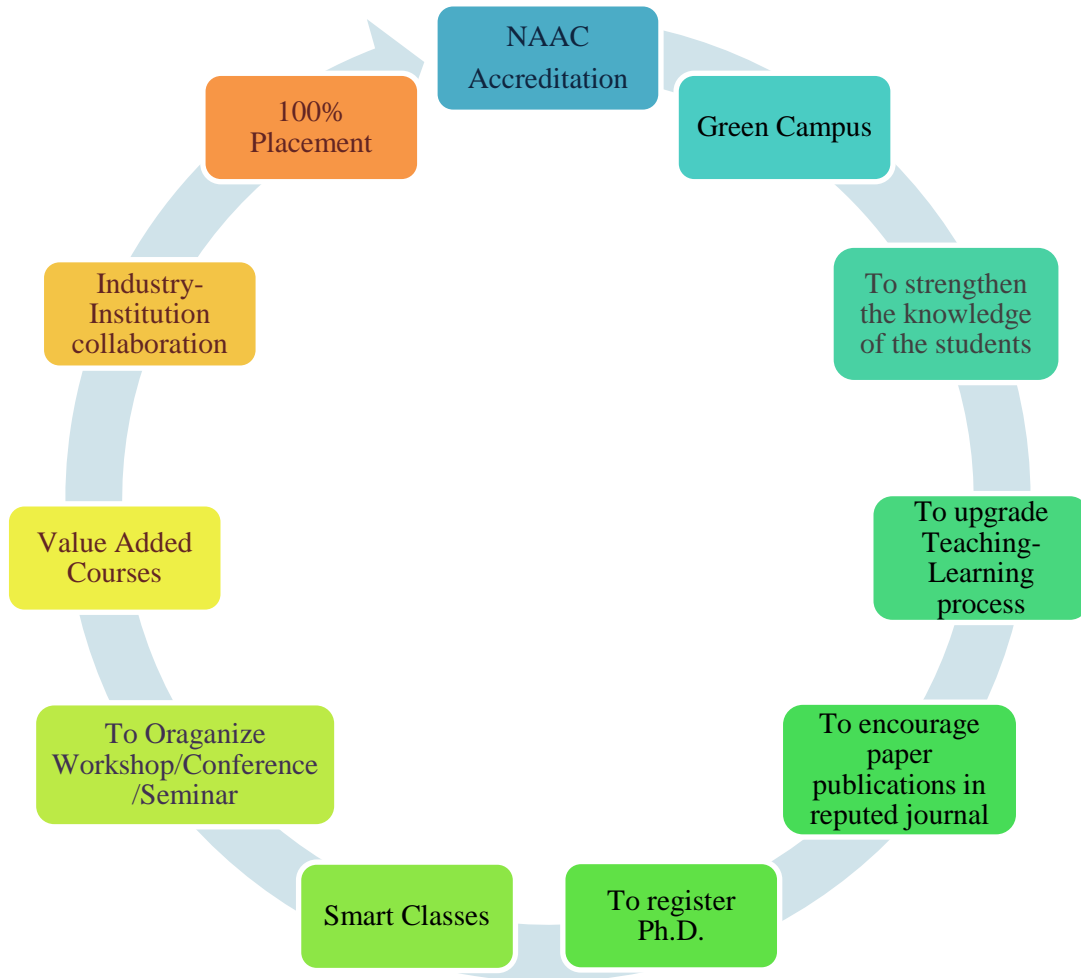 NAAC
Accreditation
Green Campus
To strengthen
the knowledge
of the students
To upgrade
Teaching-
Learning
process
To encourage
paper
publications in
reputed journal
To register
Ph.D.
Smart Classes
To Oraganize
Workshop/Conference
/Seminar
Value Added
Courses
Industry-
Institution
collaboration
100%
Placement